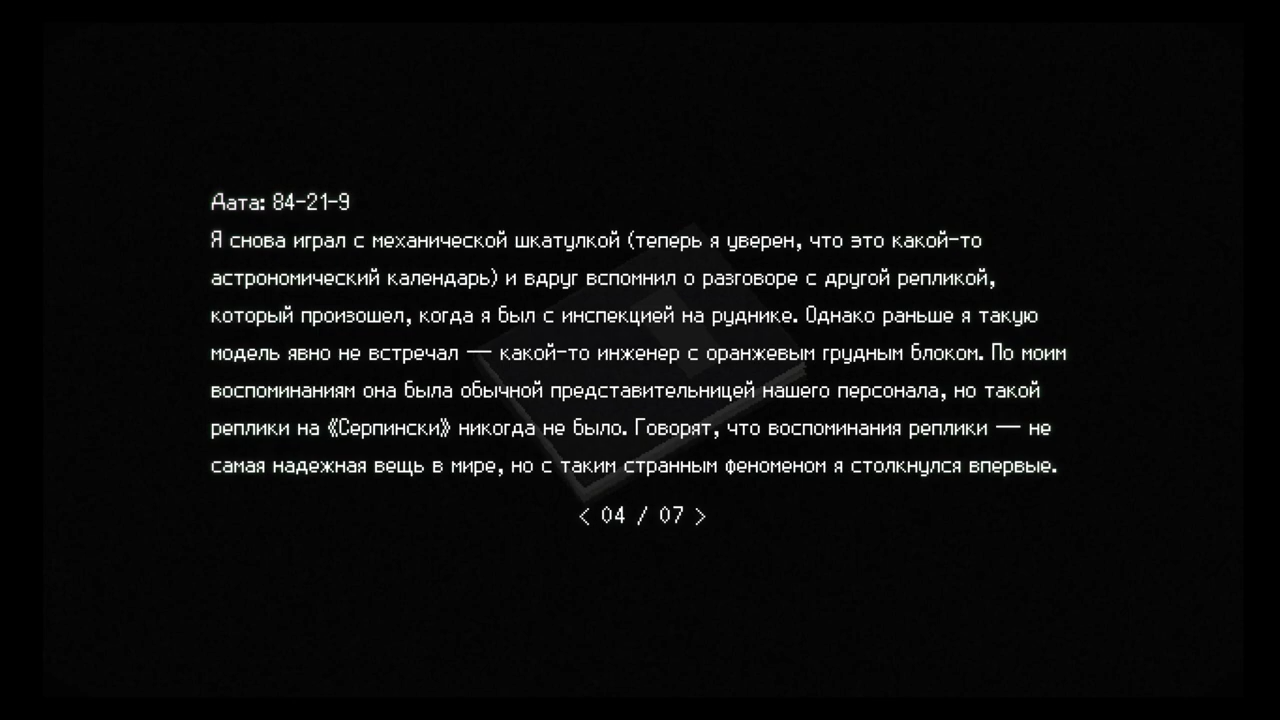 Дата: 84-21-9
Я снова играл с механической шкатулкой (теперь я уверен, что это какой-то
астрономический календарь) и вдруг вспомнил о разговоре с другой репликой,
который произошел, когда я был с инспекцией на руднике. Однако раньше я такую
модель явно не встречал — какой-то инженер с оранжевым грудным блоком. По моим
воспоминаниям она была обычной представительницей нашего персонала, но такой
реплики на «Серпински» никогда не было. Говорят, что воспоминания реплики — не
самая надежная вещь в мире, но с таким странным феноменом я столкнулся впервые.
< 04 / 07 >